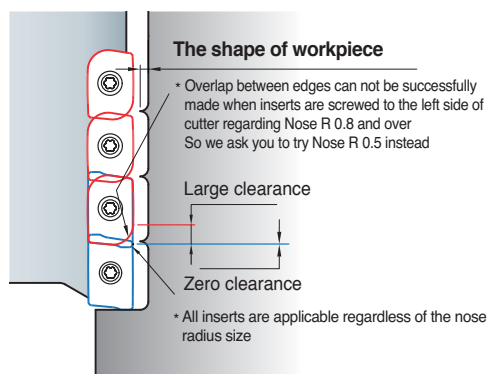 The shape of workpiece
* Overlap between edges can not be successfully
made when inserts are screwed to the left side of
cutter regarding Nose R 0.8 and over
So we ask you to try Nose R 0.5 instead
Large clearance
Zero clearance
* All inserts are applicable regardless of the nose
radius size